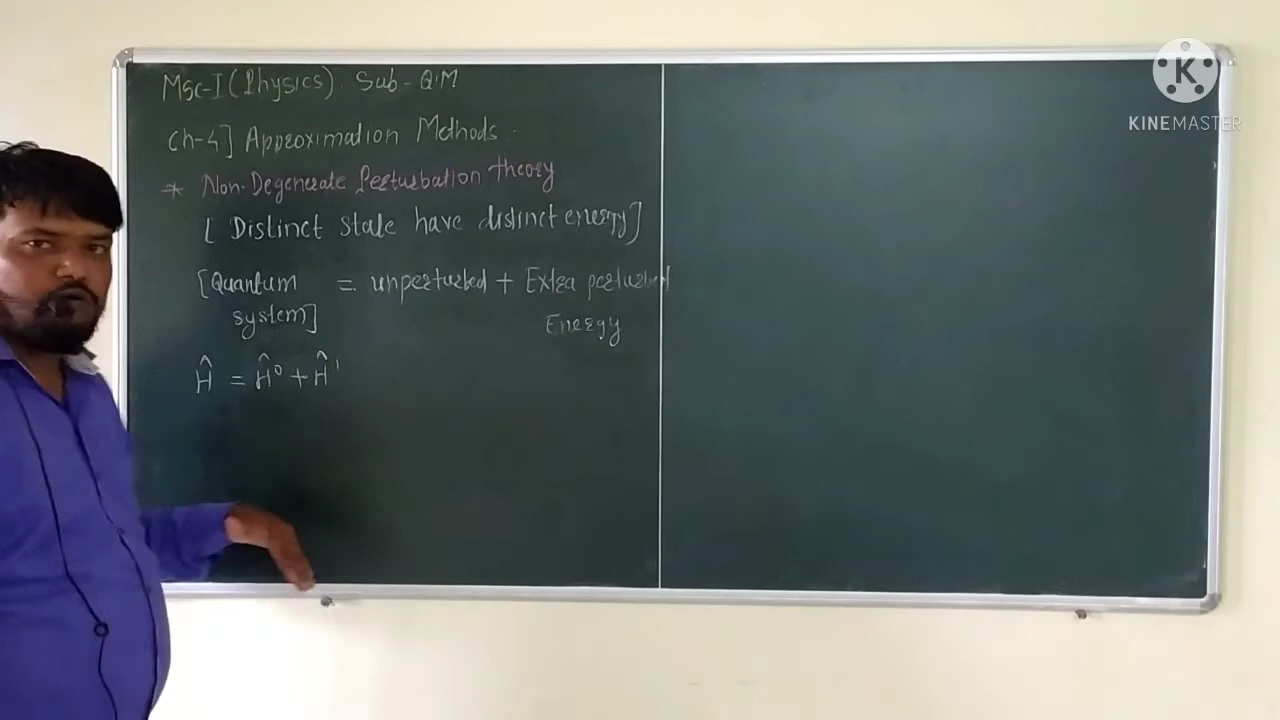 Msc-I (Physics). Sub - Q.M
Ch-4] Approximation Methods.
* Non-Degenerate Perturbation theory
[ Distinct state have distinct energy]
[Quantum system] = unperturbed + Extra perturbed Energy
Ĥ = Ĥ⁰ + Ĥ'
K
KINEMASTER